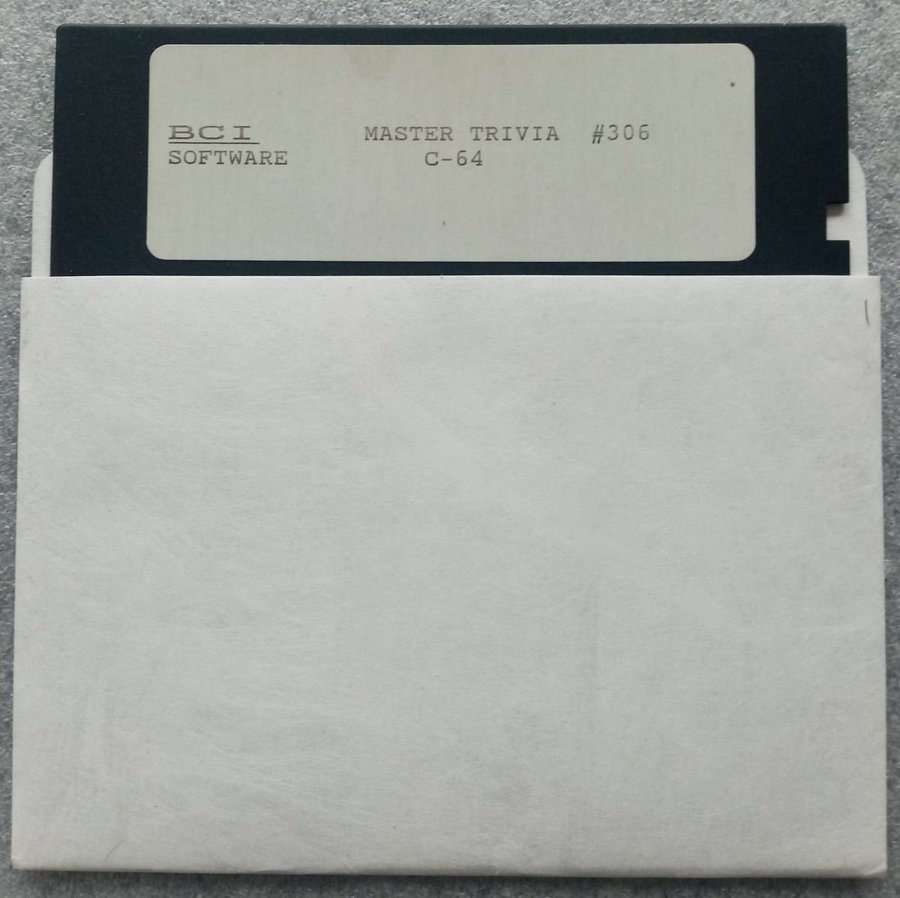 BCI MASTER TRIVIA #306
SOFTWARE C-64